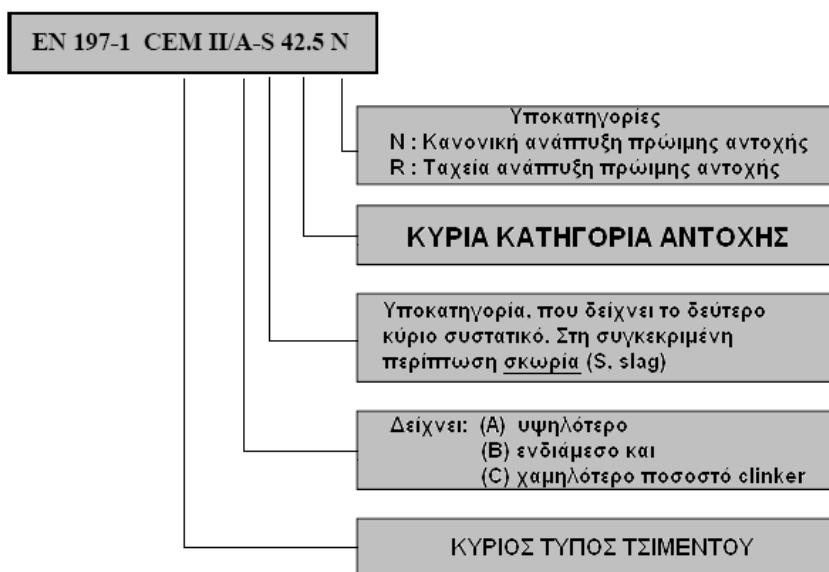 EN 197-1 CEM II/A-S 42.5 N
Υποκατηγορίες
N : Κανονική ανάπτυξη πρώιμης αντοχής
R : Ταχεία ανάπτυξη πρώιμης αντοχής
ΚΥΡΙΑ ΚΑΤΗΓΟΡΙΑ ΑΝΤΟΧΗΣ
Υποκατηγορία, που δείχνει το δεύτερο
κύριο συστατικό. Στη συγκεκριμένη
περίπτωση σκωρία (S, slag)
Δείχνει: (A) υψηλότερο
(B) ενδιάμεσο και
(C) χαμηλότερο ποσοστό clinker
ΚΥΡΙΟΣ ΤΥΠΟΣ ΤΣΙΜΕΝΤΟΥ